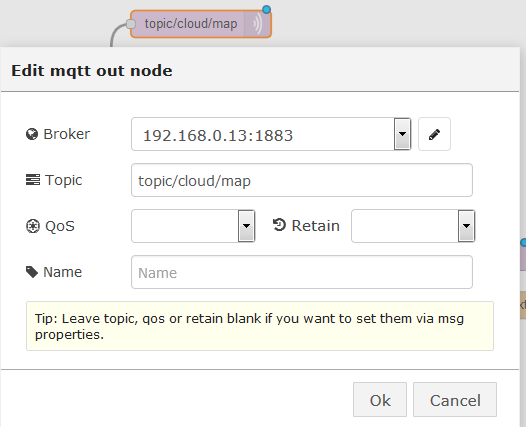 topic/cloud/map
Edit mqtt out node
Broker 192.168.0.13:1883
Topic topic/cloud/map
QoS Retain
Name Name
Tip: Leave topic, qos or retain blank if you want to set them via msg
properties.
Ok Cancel